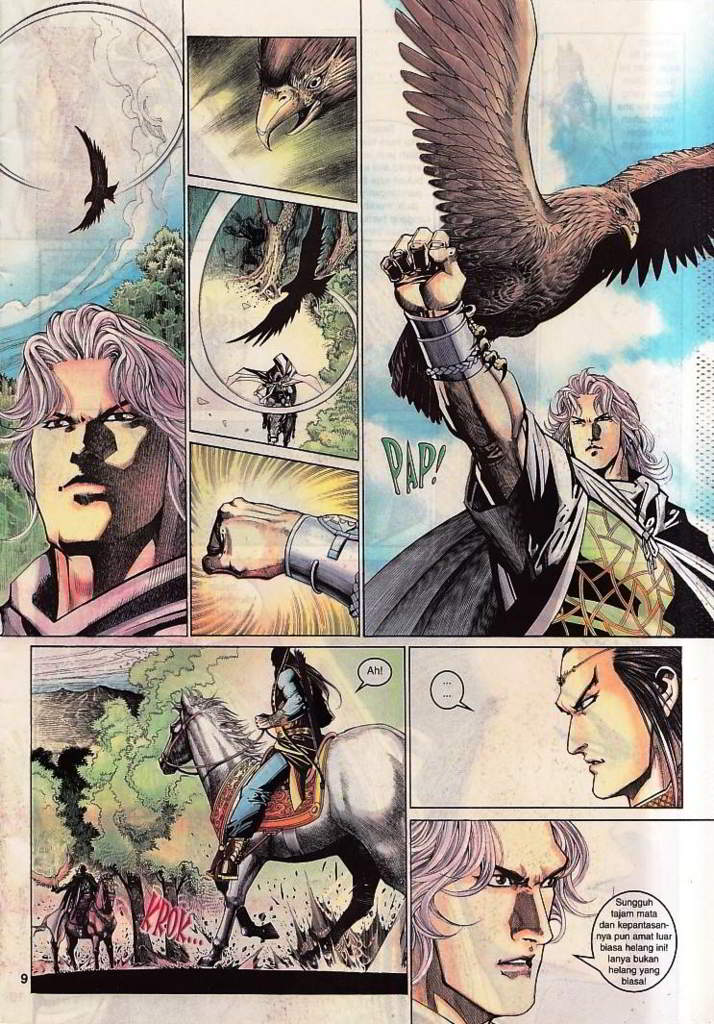 PAP!
Ah!
...
...
KROK...
Sungguh
tajam mata
dan kepantasan-
nya pun amat luar
biasa helang ini!
Ianya bukan
helang yang
biasa!
9